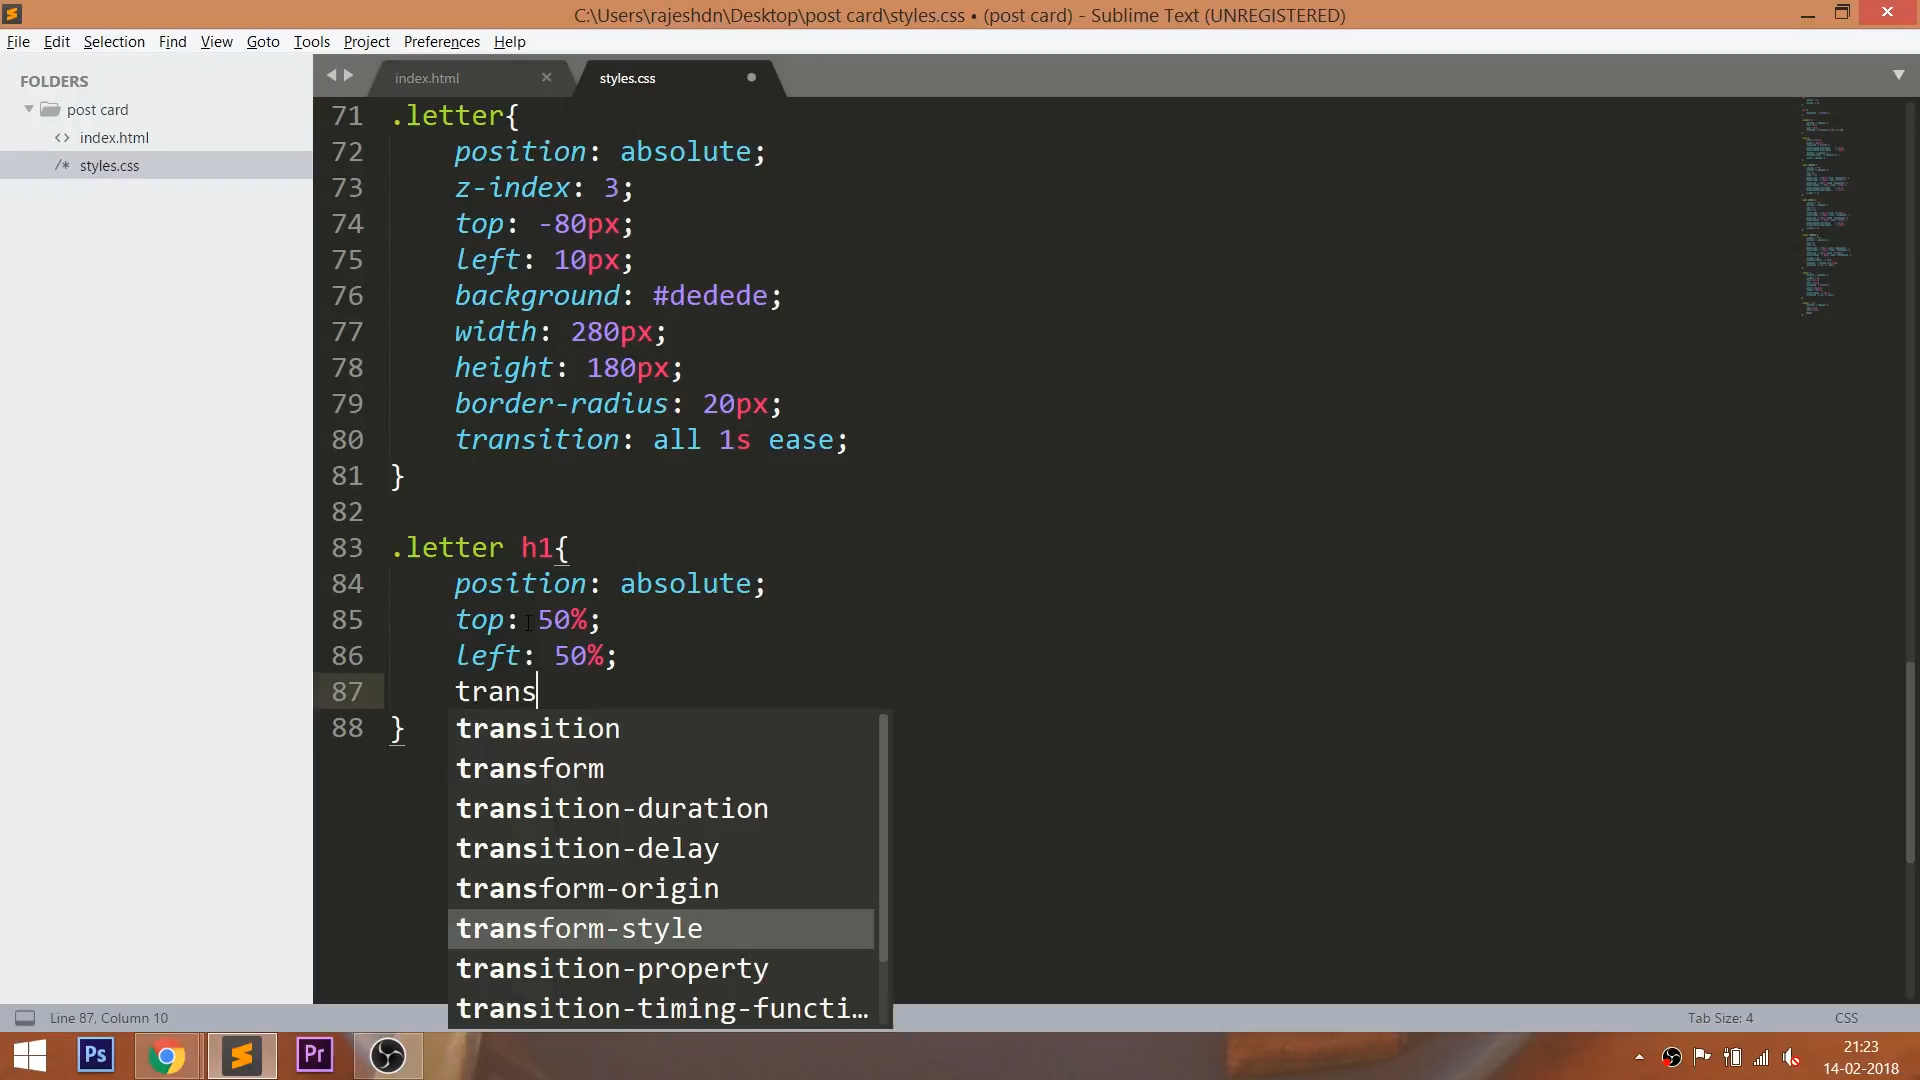 C:\Users\rajeshdn\Desktop\post card\styles.css • (post card) - Sublime Text (UNREGISTERED)
File Edit Selection Find View Goto Tools Project Preferences Help
FOLDERS
post card
<> index.html
/* styles.css
index.html ×
styles.css •
71 .letter{
72 position: absolute;
73 z-index: 3;
74 top: -80px;
75 left: 10px;
76 background: #dedede;
77 width: 280px;
78 height: 180px;
79 border-radius: 20px;
80 transition: all 1s ease;
81 }
82
83 .letter h1{
84 position: absolute;
85 top: 50%;
86 left: 50%;
87 trans
88 }
transition
transform
transition-duration
transition-delay
transform-origin
transform-style
transition-property
transition-timing-functi…
Line 87, Column 10
Tab Size: 4
CSS
Ps
Pr
21:23
14-02-2018